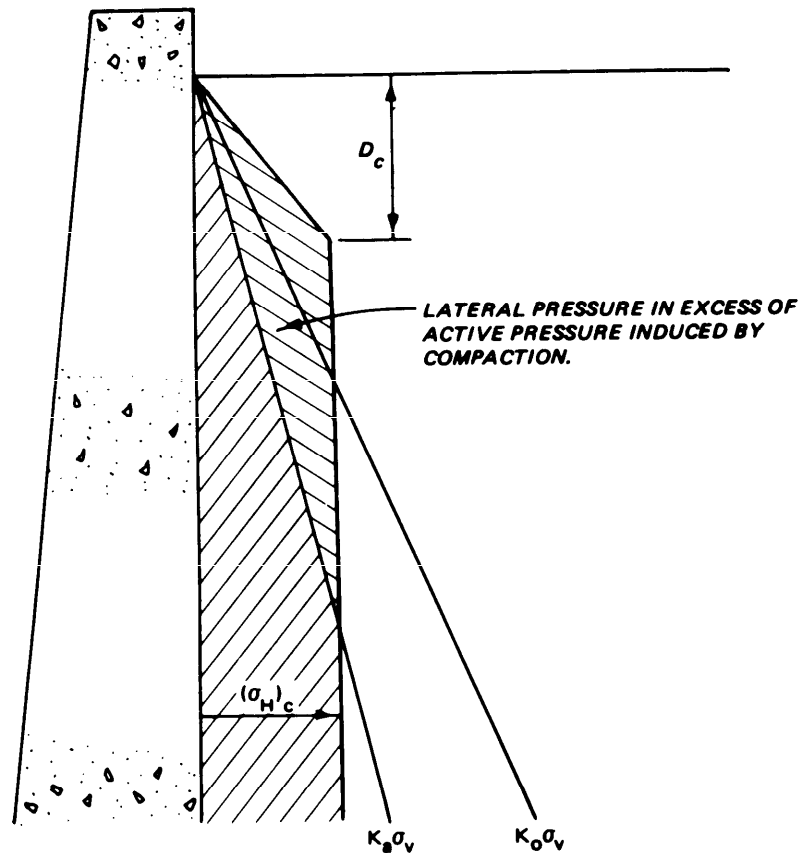 D_c
LATERAL PRESSURE IN EXCESS OF
ACTIVE PRESSURE INDUCED BY
COMPACTION.
(σ_H)_c
K_aσ_v
K_oσ_v